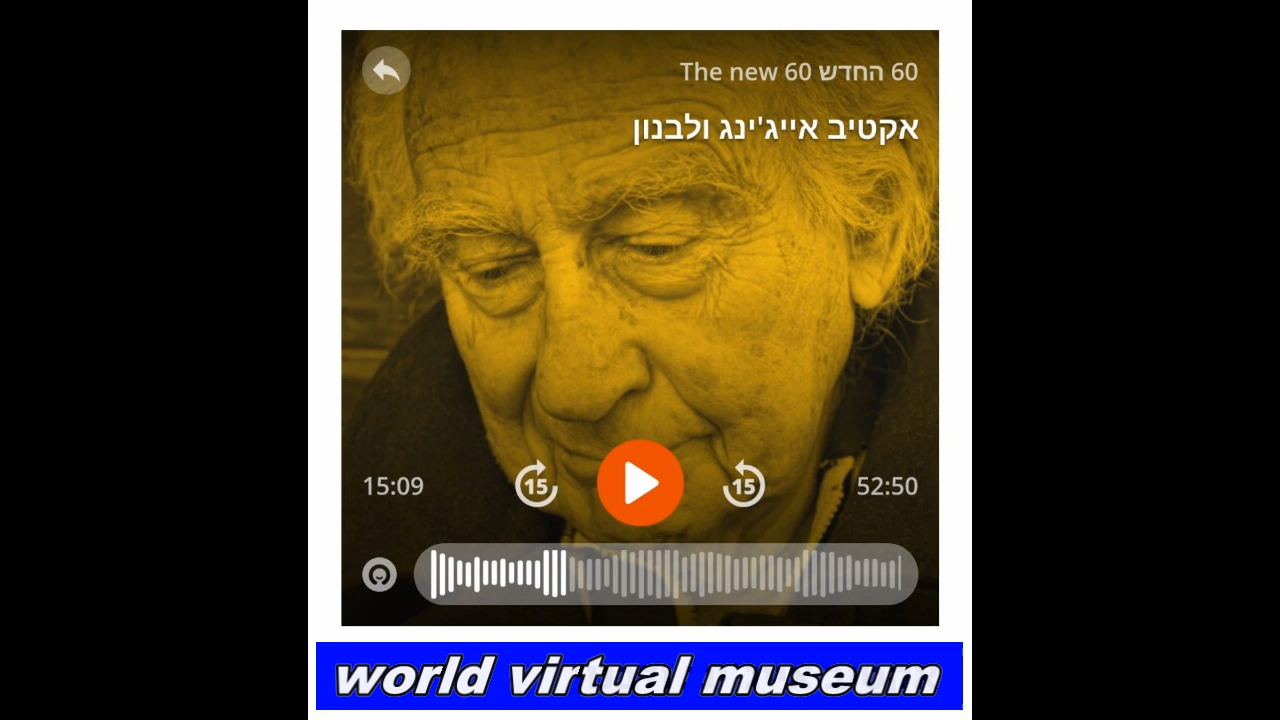 The new 60 החדש 60
אקטיב אייג'ינג ולבנון
15:09
15
15
52:50
world virtual museum